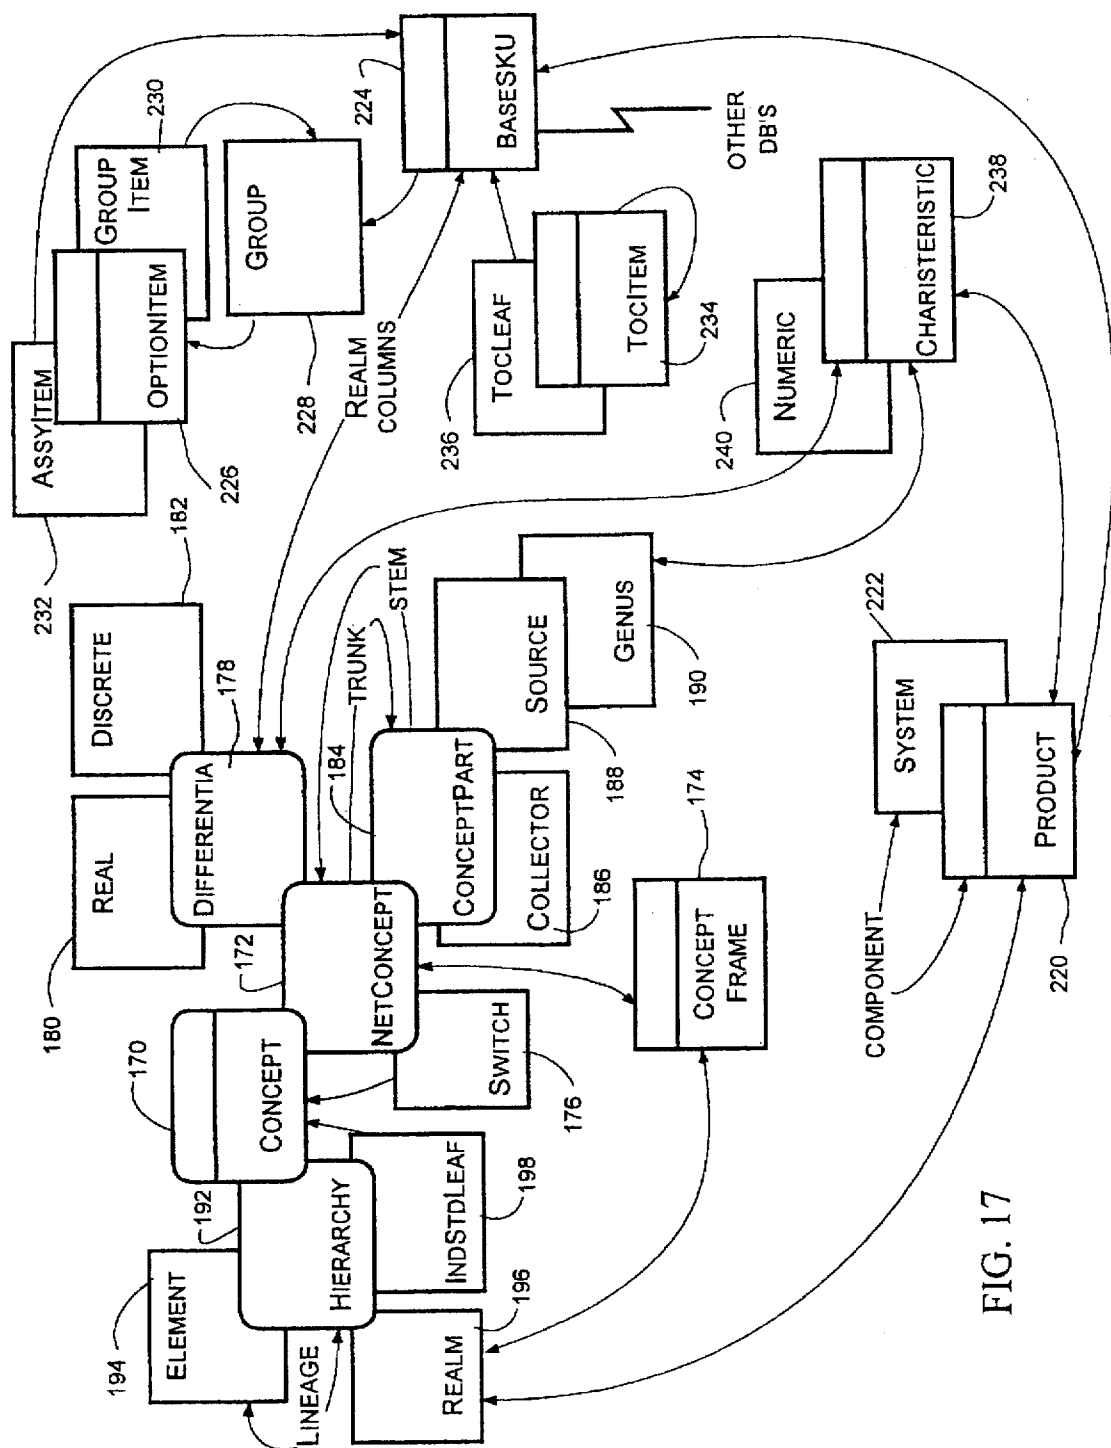 232
ASSYITEM
OPTIONITEM
226
GROUP
ITEM
230
GROUP
228
224
BASESKU
REALM
COLUMNS
OTHER
DB'S
236
TOCLEAF
TOCITEM
234
240
NUMERIC
CHARISTERISTIC
238
182
DISCRETE
REAL
180
178
DIFFERENTIA
STEM
TRUNK
184
CONCEPTPART
SOURCE
188
GENUS
190
COLLECTOR
186
172
NETCONCEPT
170
CONCEPT
SWITCH
176
192
HIERARCHY
ELEMENT
194
LINEAGE
INDSTDLEAF
198
REALM
196
174
CONCEPT
FRAME
222
SYSTEM
PRODUCT
220
COMPONENT
FIG. 17